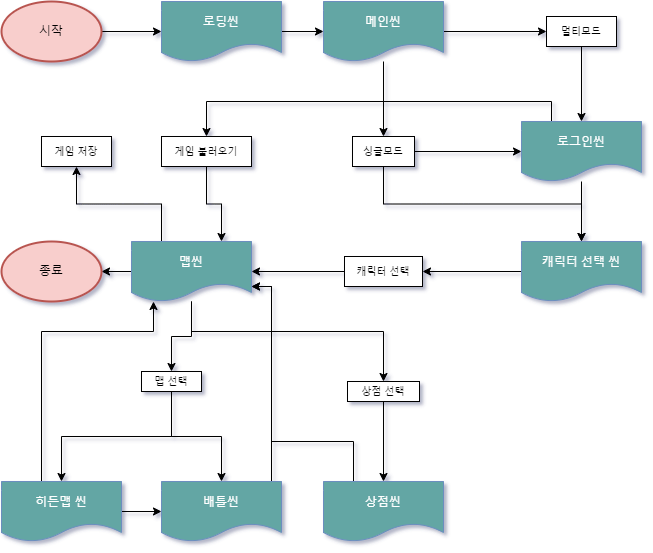 시작
로딩씬
메인씬
멀티모드
게임 저장
게임 불러오기
싱글모드
로그인씬
종료
맵씬
캐릭터 선택
캐릭터 선택 씬
맵 선택
상점 선택
히든맵 씬
배틀씬
상점씬